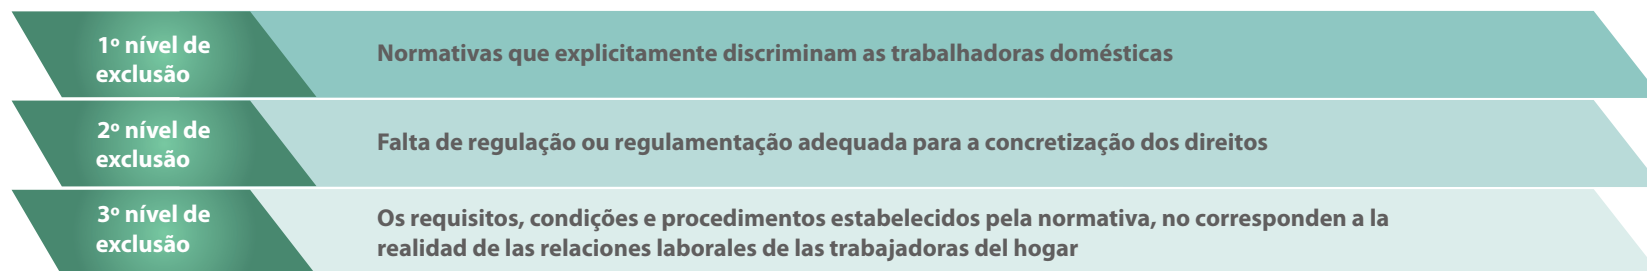 1º nível de
exclusão
Normativas que explicitamente discriminam as trabalhadoras domésticas
2º nível de
exclusão
Falta de regulação ou regulamentação adequada para a concretização dos direitos
3º nível de
exclusão
Os requisitos, condições e procedimentos estabelecidos pela normativa, no corresponden a la
realidad de las relaciones laborales de las trabajadoras del hogar